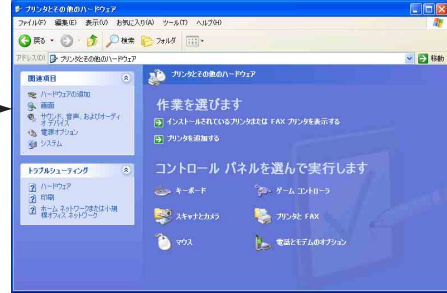 プリンタとその他のハードウェア
ファイル(F) 編集(E) 表示(V) お気に入り(A) ツール(T) ヘルプ(H)
戻る 検索 フォルダ
アドレス(D) プリンタとその他のハードウェア 移動
関連項目
ハードウェアの追加
画面
サウンド、音声、およびオーディオ デバイス
電源オプション
システム
トラブルシューティング
ハードウェア
印刷
ホーム ネットワークまたは小規模オフィス ネットワーク
プリンタとその他のハードウェア
作業を選びます
インストールされているプリンタまたは FAX プリンタを表示する
プリンタを追加する
コントロール パネルを選んで実行します
キーボード ゲーム コントローラ
スキャナとカメラ プリンタと FAX
マウス 電話とモデムのオプション